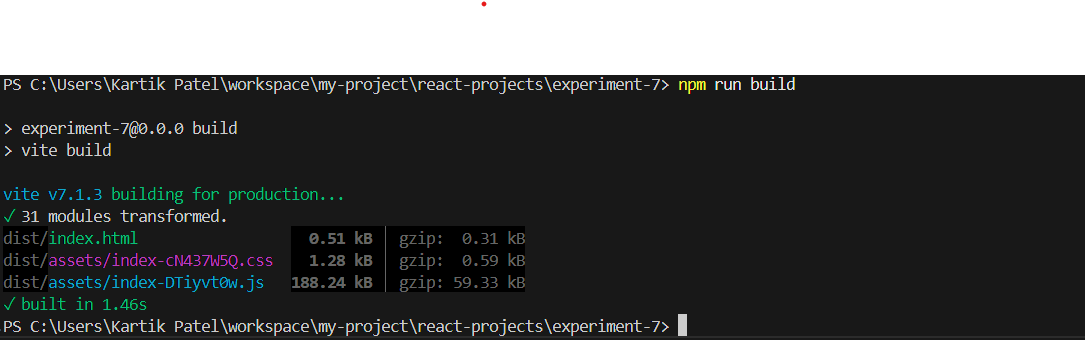 PS C:\Users\Kartik Patel\workspace\my-project\react-projects\experiment-7> npm run build
> experiment-7@0.0.0 build
> vite build
vite v7.1.3 building for production...
✓ 31 modules transformed.
dist/index.html 0.51 kB │ gzip: 0.31 kB
dist/assets/index-cN437W5Q.css 1.28 kB │ gzip: 0.59 kB
dist/assets/index-DTiyvt0w.js 188.24 kB │ gzip: 59.33 kB
✓ built in 1.46s
PS C:\Users\Kartik Patel\workspace\my-project\react-projects\experiment-7>